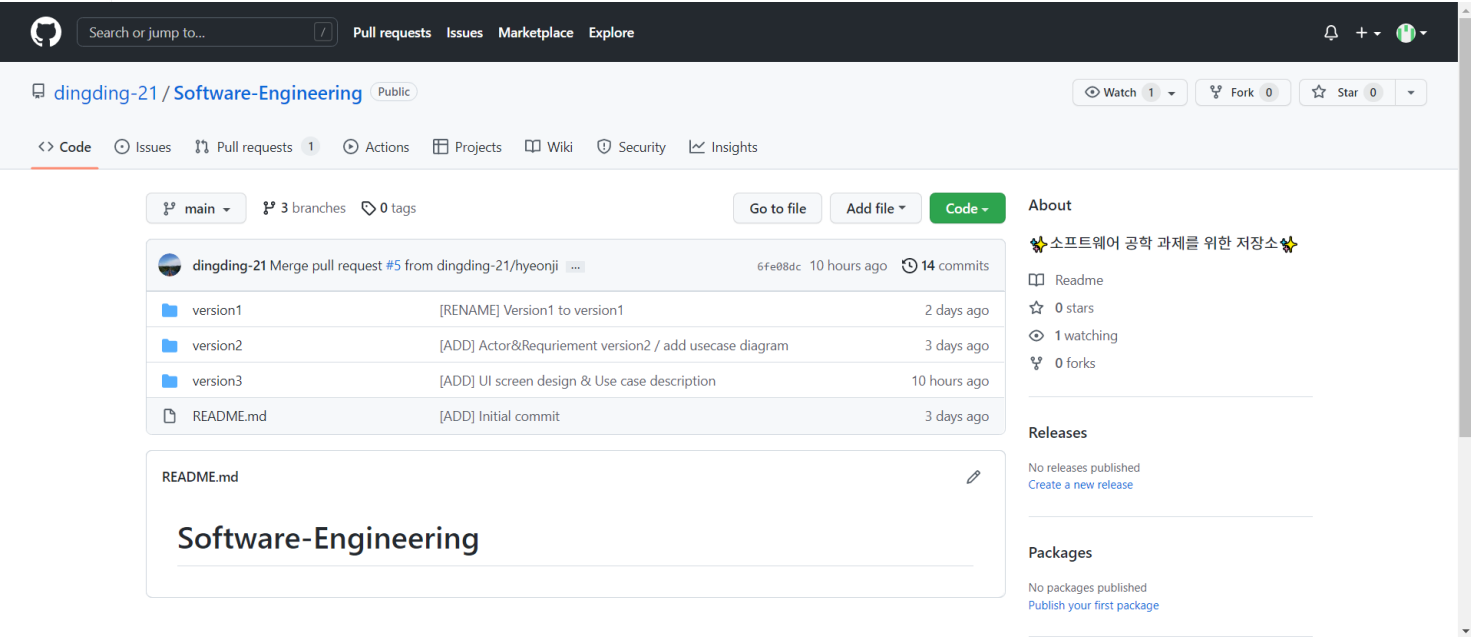 Search or jump to... /
Pull requests Issues Marketplace Explore
dingding-21 / Software-Engineering Public
Watch 1 Fork 0 Star 0
Code Issues Pull requests 1 Actions Projects Wiki Security Insights
main 3 branches 0 tags
Go to file Add file Code
dingding-21 Merge pull request #5 from dingding-21/hyeonji ... 6fe08dc 10 hours ago 14 commits
version1 [RENAME] Version1 to version1 2 days ago
version2 [ADD] Actor&Requriement version2 / add usecase diagram 3 days ago
version3 [ADD] UI screen design & Use case description 10 hours ago
README.md [ADD] Initial commit 3 days ago
README.md
Software-Engineering
About
✨소프트웨어 공학 과제를 위한 저장소✨
Readme
0 stars
1 watching
0 forks
Releases
No releases published
Create a new release
Packages
No packages published
Publish your first package